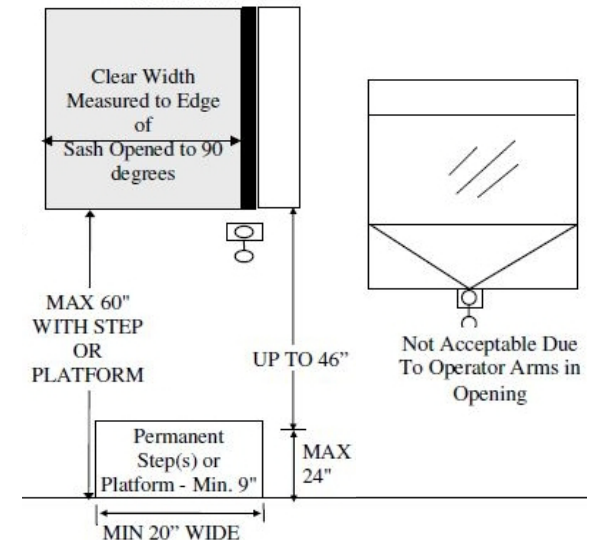 Clear Width
Measured to Edge
of
Sash Opened to 90
degrees
MAX 60"
WITH STEP
OR
PLATFORM
UP TO 46”
Not Acceptable Due
To Operator Arms in
Opening
Permanent
Step(s) or
Platform - Min. 9"
MAX
24"
MIN 20” WIDE